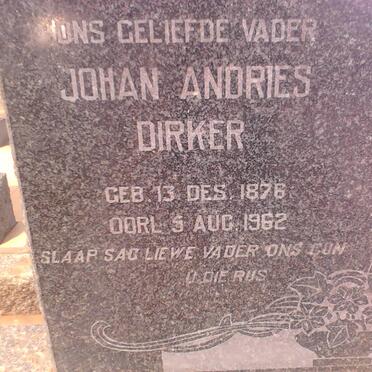 ONS GELIEFDE VADER
JOHAN ANDRIES
DIRKER
GEB. 13 DES. 1876
OORL. 5 AUG. 1962
SLAAP SAG LIEWE VADER ONS GUN
U DIE RUS